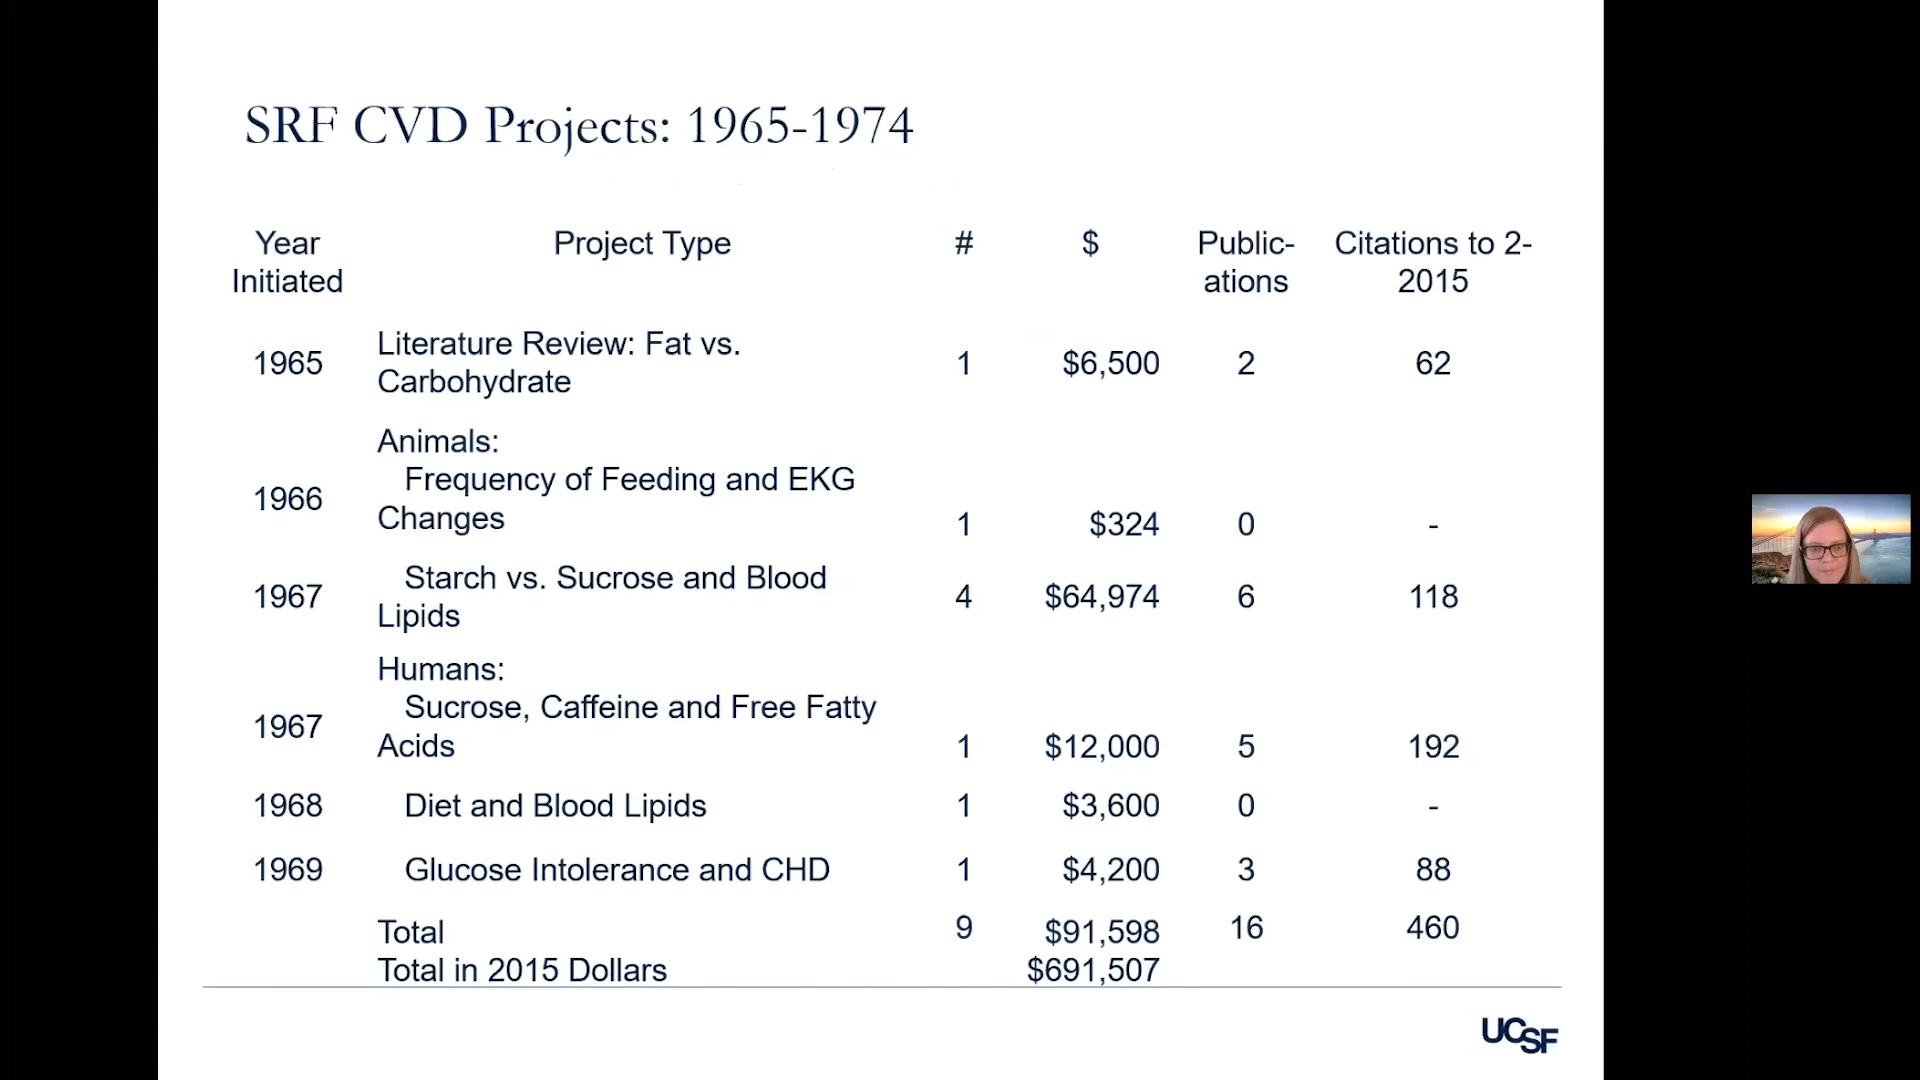 SRF CVD Projects: 1965-1974
Year Initiated Project Type # $ Public-ations Citations to 2-2015
1965 Literature Review: Fat vs. Carbohydrate 1 $6,500 2 62
Animals:
1966 Frequency of Feeding and EKG Changes 1 $324 0 -
1967 Starch vs. Sucrose and Blood Lipids 4 $64,974 6 118
Humans:
1967 Sucrose, Caffeine and Free Fatty Acids 1 $12,000 5 192
1968 Diet and Blood Lipids 1 $3,600 0 -
1969 Glucose Intolerance and CHD 1 $4,200 3 88
Total 9 $91,598 16 460
Total in 2015 Dollars $691,507
UCSF